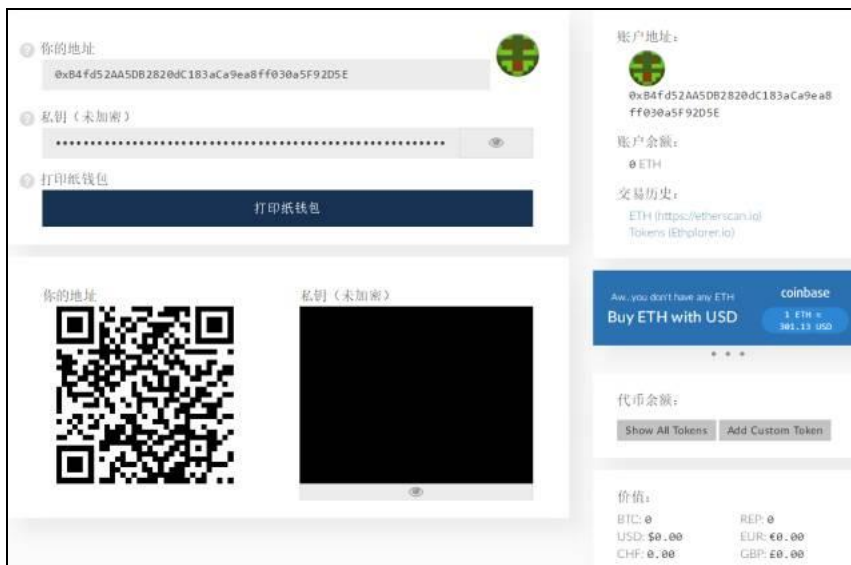 你的地址
0xB4fd52AA5DB2820dC183aCa9ea8ff030a5F92D5E
私钥（未加密）
打印纸钱包
打印纸钱包
你的地址
私钥（未加密）
账户地址：
0xB4fd52AA5DB2820dC183aCa9ea8
ff030a5F92D5E
账户余额：
0 ETH
交易历史：
ETH (https://etherscan.io)
Tokens (Ethplorer.io)
Aw...you don't have any ETH
Buy ETH with USD
coinbase
1 ETH ≈
301.13 USD
代币余额：
Show All Tokens Add Custom Token
价值：
BTC: 0 REP: 0
USD: $0.00 EUR: €0.00
CHF: 0.00 GBP: £0.00